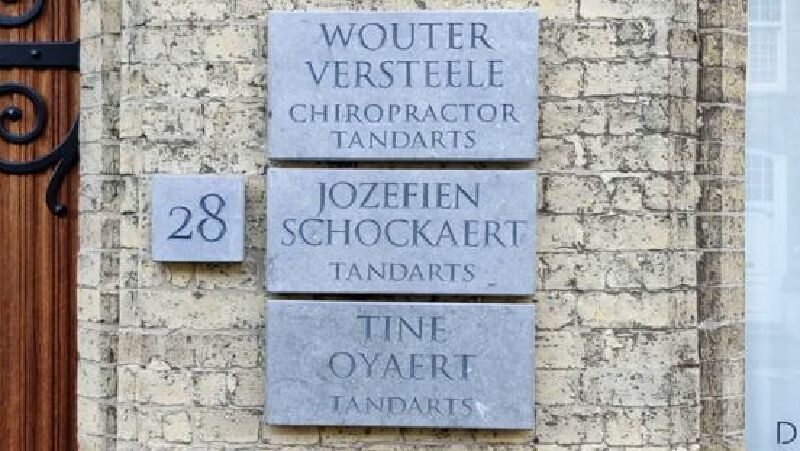 WOUTER
VERSTEELE
CHIROPRACTOR
TANDARTS
28
JOZEFIEN
SCHOCKAERT
TANDARTS
TINE
OYAERT
TANDARTS
D